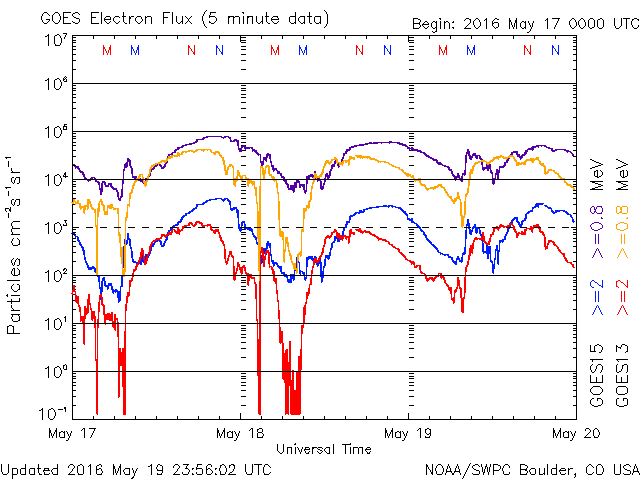 GOES Electron Flux (5 minute data)
Begin: 2016 May 17 0000 UTC
10⁷
M M N N M M N N M M N N
10⁶
10⁵
10⁴
10³
10²
10¹
10⁰
10⁻¹
Particles cm⁻²s⁻¹sr⁻¹
May 17 May 18 May 19 May 20
Universal Time
GOES15 >=2 >=0.8 MeV
GOES13 >=2 >=0.8 MeV
Updated 2016 May 19 23:56:02 UTC
NOAA/SWPC Boulder, CO USA